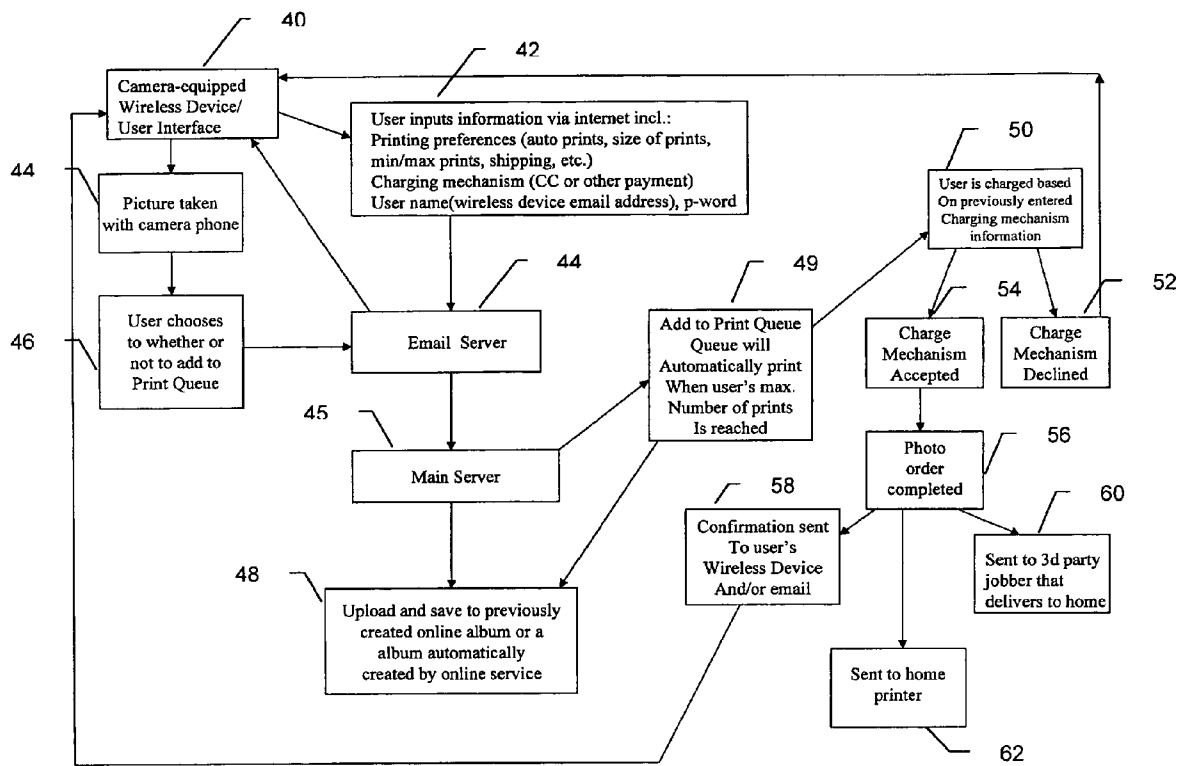 40
Camera-equipped
Wireless Device/
User Interface
42
User inputs information via internet incl.:
Printing preferences (auto prints, size of prints,
min/max prints, shipping, etc.)
Charging mechanism (CC or other payment)
User name(wireless device email address), p-word
44
Picture taken
with camera phone
46
User chooses
to whether or
not to add to
Print Queue
44
Email Server
45
Main Server
48
Upload and save to previously
created online album or a
album automatically
created by online service
49
Add to Print Queue
Queue will
Automatically print
When user's max.
Number of prints
Is reached
50
User is charged based
On previously entered
Charging mechanism
information
54
Charge
Mechanism
Accepted
52
Charge
Mechanism
Declined
56
Photo
order
completed
58
Confirmation sent
To user's
Wireless Device
And/or email
60
Sent to 3d party
jobber that
delivers to home
Sent to home
printer
62